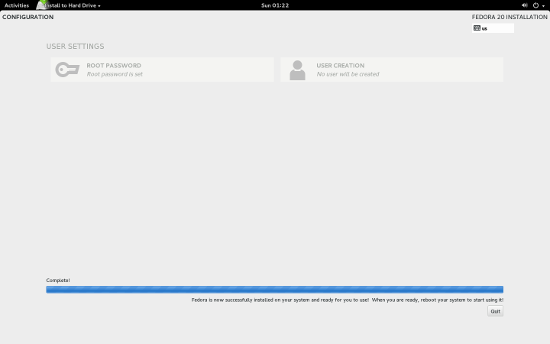 Activities Install to Hard Drive Sun 01:22
CONFIGURATION FEDORA 20 INSTALLATION
us
USER SETTINGS
ROOT PASSWORD
Root password is set
USER CREATION
No user will be created
Complete!
Fedora is now successfully installed on your system and ready for you to use! When you are ready, reboot your system to start using it!
Quit